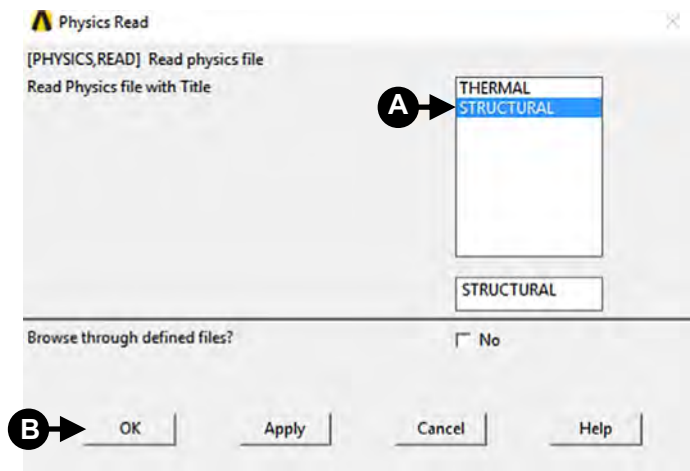 Physics Read
[PHYSICS,READ] Read physics file
Read Physics file with Title
THERMAL
A
STRUCTURAL
STRUCTURAL
Browse through defined files?
No
B
OK
Apply
Cancel
Help